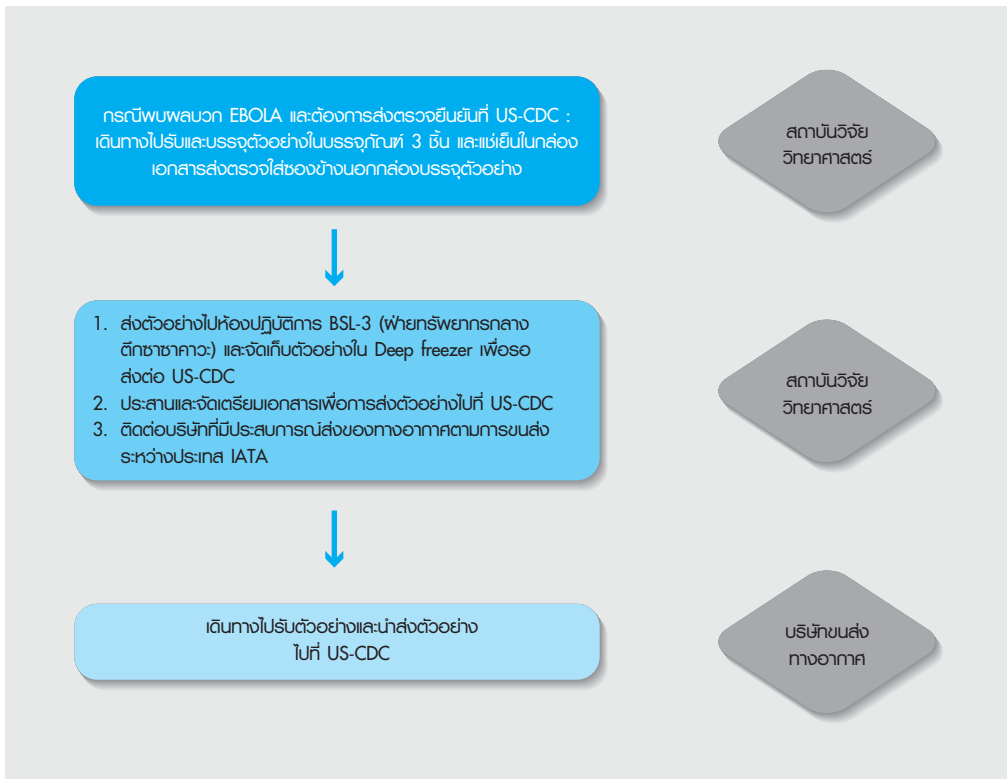 กรณีพบผลบวก EBOLA และต้องการส่งตรวจยืนยันที่ US-CDC :
เดินทางไปรับและบรรจุตัวอย่างในบรรจุภัณฑ์ 3 ชิ้น และแช่เย็นในกล่อง
เอกสารส่งตรวจใส่ซองข้างนอกกล่องบรรจุตัวอย่าง
สถาบันวิจัย
วิทยาศาสตร์
1. ส่งตัวอย่างไปห้องปฏิบัติการ BSL-3 (ฝ่ายทรัพยากรกลาง
ตึกซาซาคาวะ) และจัดเก็บตัวอย่างใน Deep freezer เพื่อรอ
ส่งต่อ US-CDC
2. ประสานและจัดเตรียมเอกสารเพื่อการส่งตัวอย่างไปที่ US-CDC
3. ติดต่อบริษัทที่มีประสบการณ์ส่งของทางอากาศตามการขนส่ง
ระหว่างประเทส IATA
สถาบันวิจัย
วิทยาศาสตร์
เดินทางไปรับตัวอย่างและนำส่งตัวอย่าง
ไปที่ US-CDC
บริษัทขนส่ง
ทางอากาศ